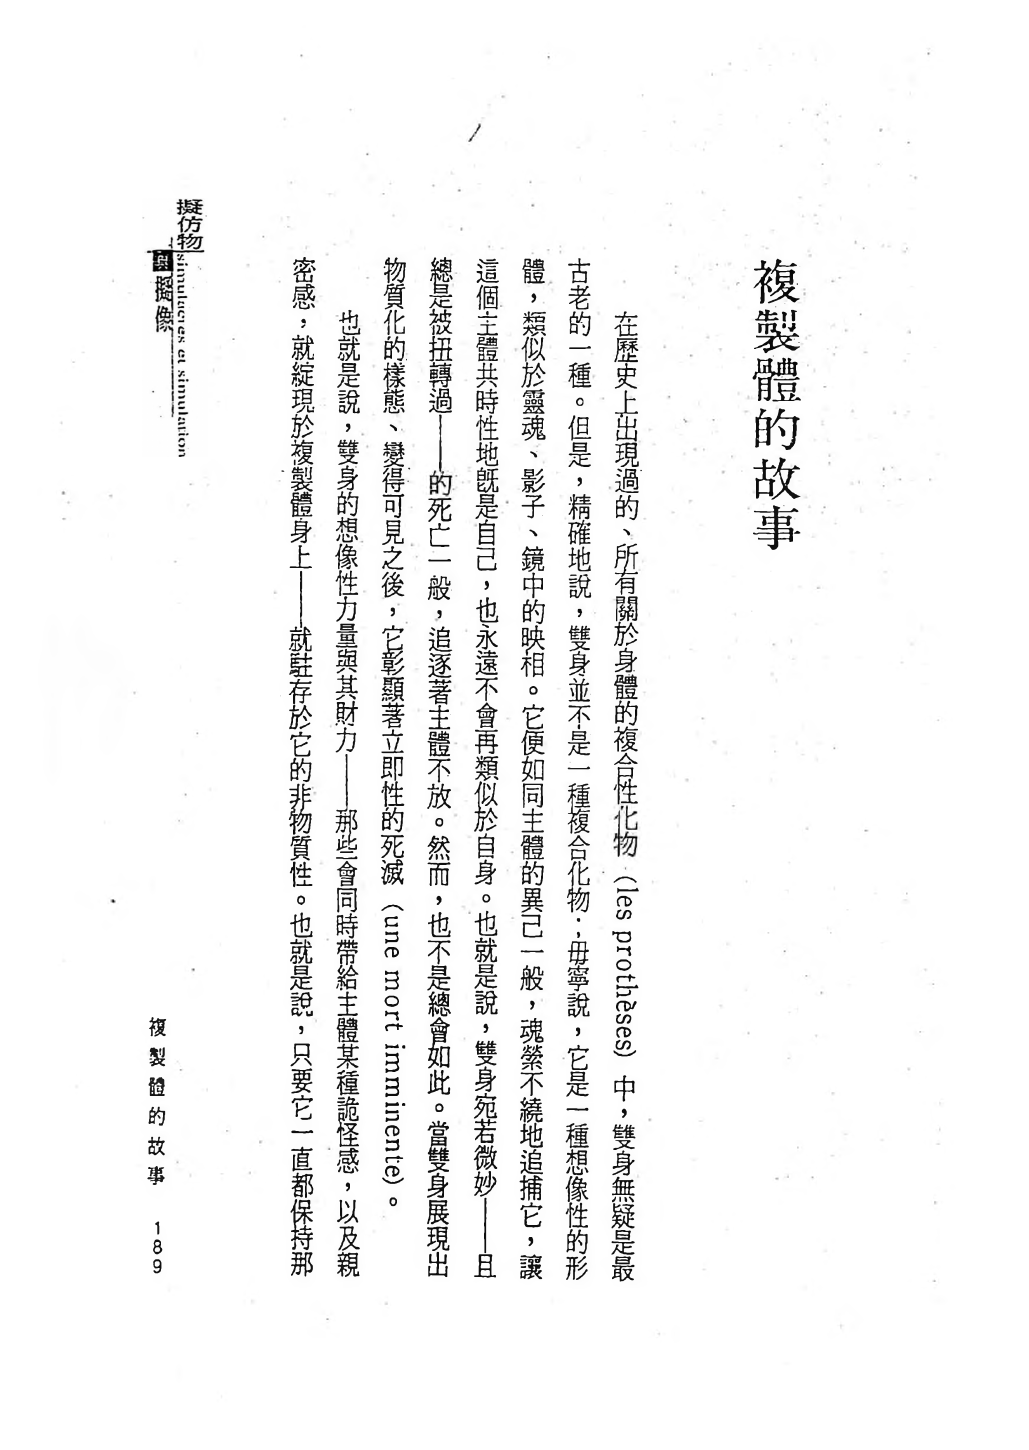 複製體的故事
在歷史上出現過的、所有關於身體的複合性化物（les prothèses）中，雙身無疑是最
古老的一種。但是，精確地說，雙身並不是一種複合化物；毋寧說，它是一種想像性的形
體，類似於靈魂、影子、鏡中的映相。它便如同主體的異己一般，魂縈不繞地追捕它，讓
這個主體共時性地既是自己，也永遠不會再類似於自身。也就是說，雙身宛若微妙——且
總是被扭轉過——的死亡一般，追逐著主體不放。然而，也不是總會如此。當雙身展現出
物質化的樣態、變得可見之後，它彰顯著立即性的死滅（une mort imminente）。
也就是說，雙身的想像性力量與其財力——那些會同時帶給主體某種詭怪感，以及親
密感，就綻現於複製體身上——就駐存於它的非物質性。也就是說，只要它一直都保持那
擬仿物
simulacres et simulation
與擬像
複製體的故事 189